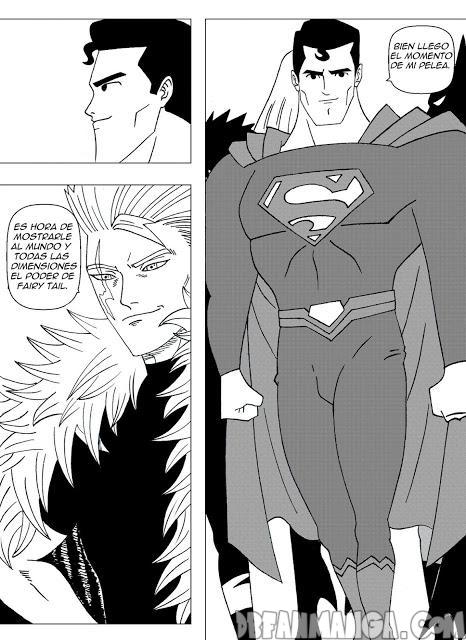 BIEN LLEGO
EL MOMENTO
DE MI PELEA.
ES HORA DE
MOSTRARLE
AL MUNDO Y
TODAS LAS
DIMENSIONES
EL PODER DE
FAIRY TAIL.
S
DBFANMANGA.COM